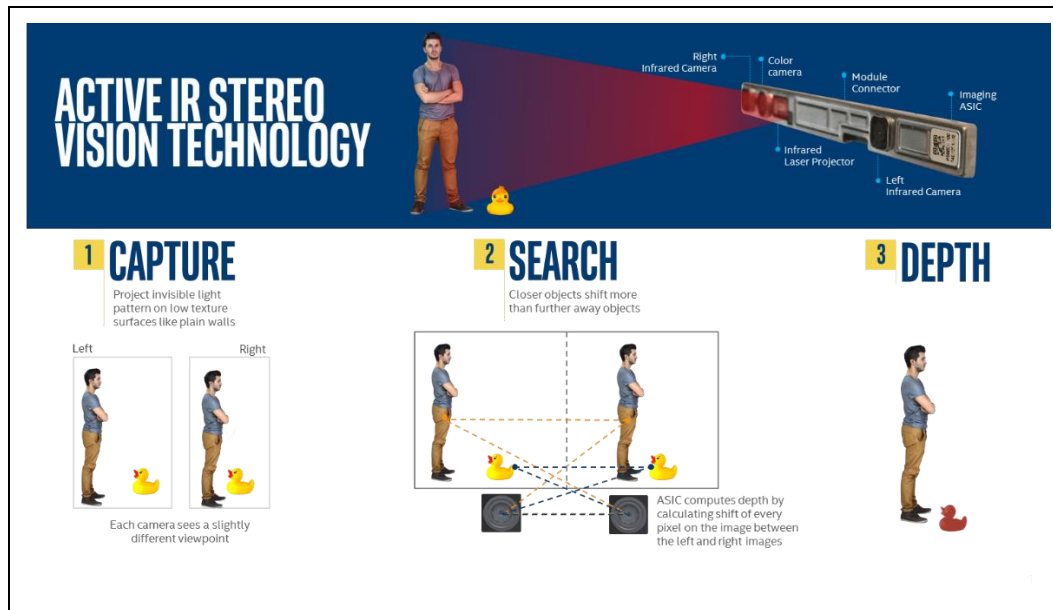 ACTIVE IR STEREO
VISION TECHNOLOGY
Right
Infrared Camera
Color
camera
Module
Connector
Imaging
ASIC
Infrared
Laser Projector
Left
Infrared Camera
1 CAPTURE
Project invisible light
pattern on low texture
surfaces like plain walls
Left
Right
Each camera sees a slightly
different viewpoint
2 SEARCH
Closer objects shift more
than further away objects
ASIC computes depth by
calculating shift of every
pixel on the image between
the left and right images
3 DEPTH